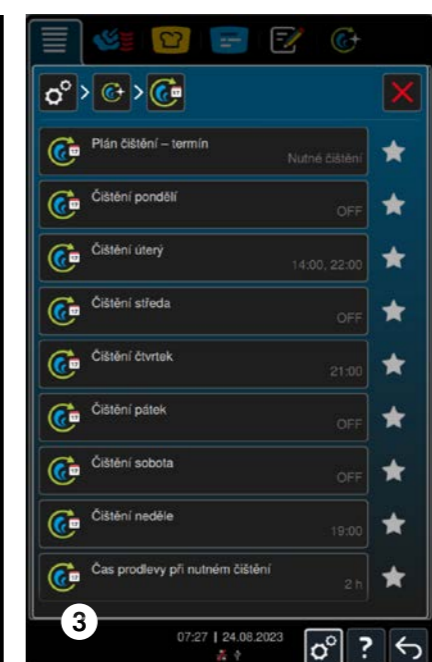 Plán čištění – termín
Nutné čištění
Čištění pondělí
OFF
Čištění úterý
14:00, 22:00
Čištění středa
OFF
Čištění čtvrtek
21:00
Čištění pátek
OFF
Čištění sobota
OFF
Čištění neděle
19:00
Čas prodlevy při nutném čištění
2 h
3
07:27 | 24.08.2023
?